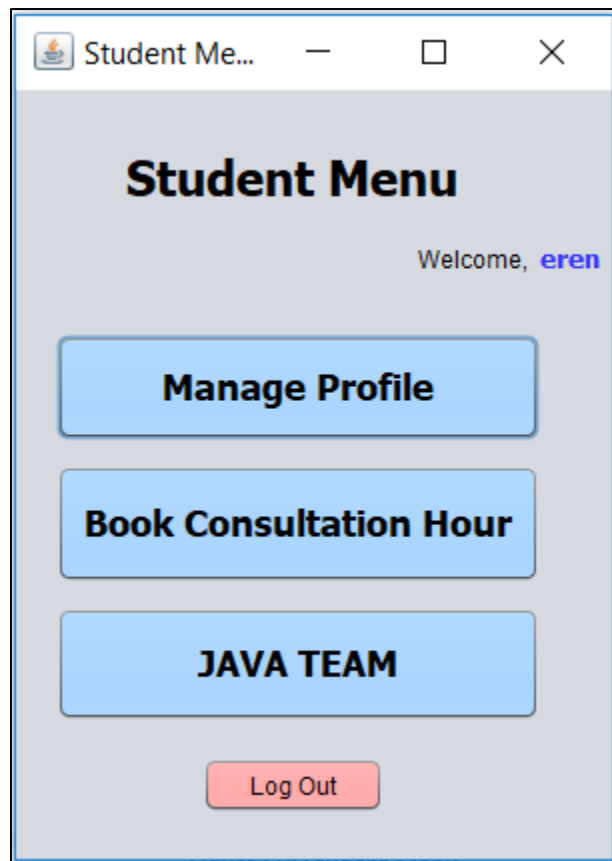 Student Me...
Student Menu
Welcome, eren
Manage Profile
Book Consultation Hour
JAVA TEAM
Log Out